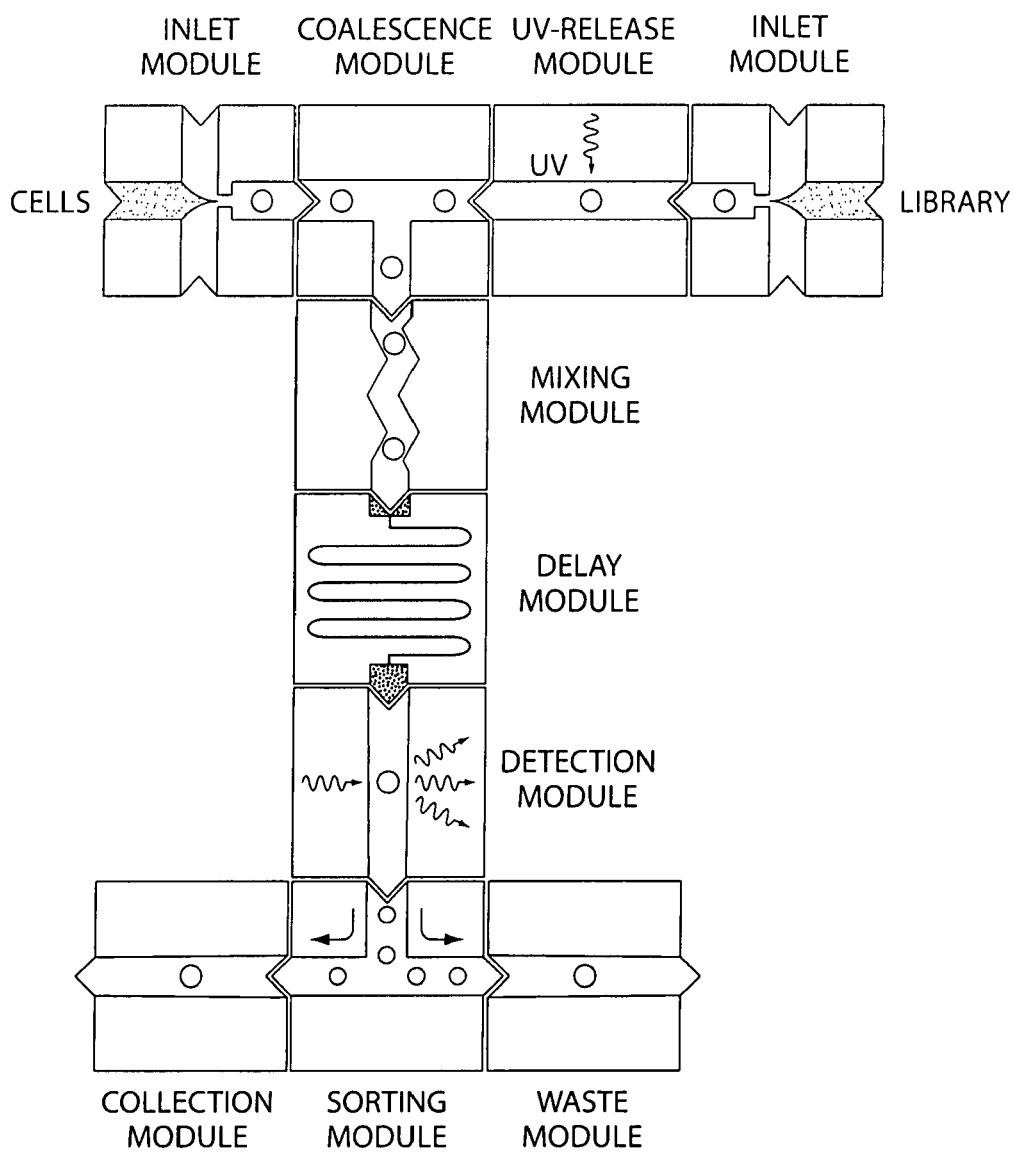 INLET
MODULE
COALESCENCE
MODULE
UV-RELEASE
MODULE
INLET
MODULE
UV
CELLS
LIBRARY
MIXING
MODULE
DELAY
MODULE
DETECTION
MODULE
COLLECTION
MODULE
SORTING
MODULE
WASTE
MODULE